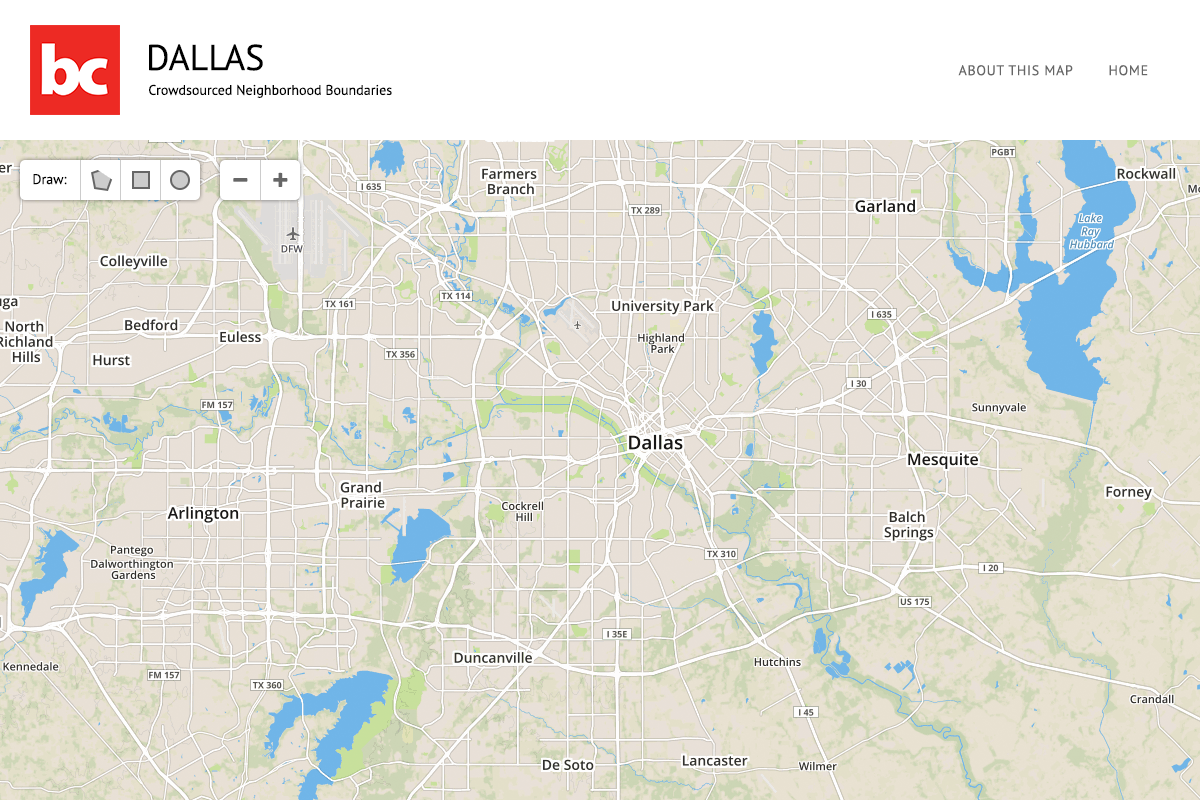 bc
DALLAS
Crowdsourced Neighborhood Boundaries
ABOUT THIS MAP
HOME
Draw:
PGBT
Farmers
Branch
Rockwall
I 635
TX 289
Garland
Lake
Ray
Hubbard
DFW
Colleyville
TX 114
TX 161
University Park
I 635
North
Richland
Hills
Bedford
Euless
Highland
Park
Hurst
TX 356
I 30
FM 157
Sunnyvale
Dallas
Mesquite
Grand
Prairie
Forney
Arlington
Cockrell
Hill
Balch
Springs
Pantego
Dalworthington
Gardens
TX 310
I 20
US 175
I 35E
Kennedale
Duncanville
Hutchins
FM 157
TX 360
Crandall
I 45
De Soto
Lancaster
Wilmer